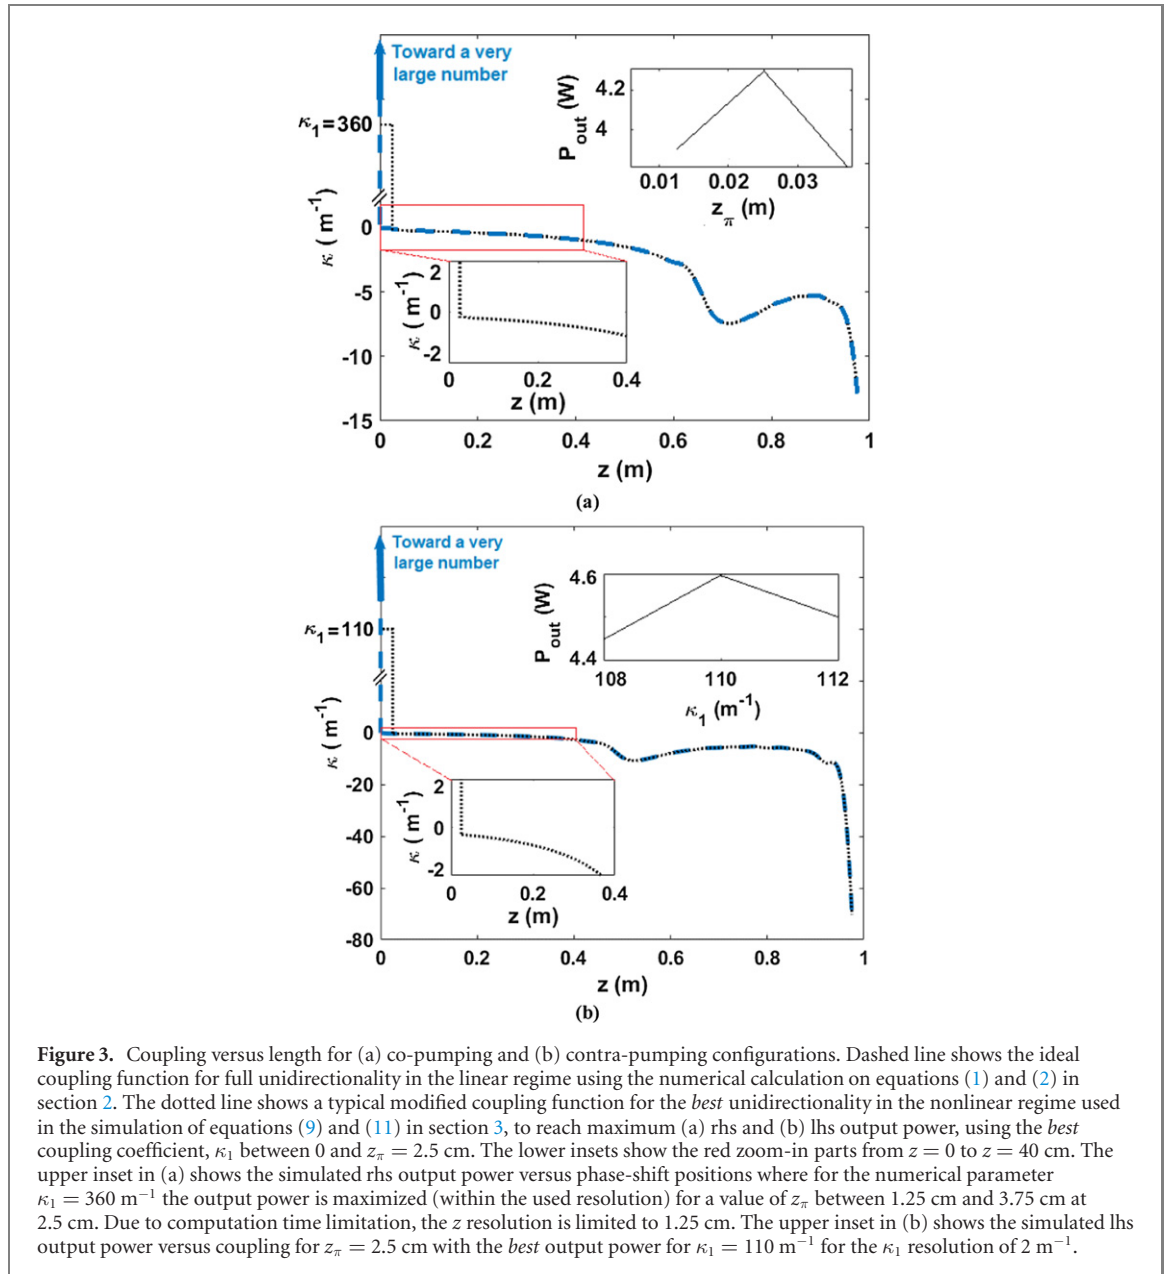 Toward a very
large number
κ₁=360
κ ( m⁻¹)
0
-5
-10
-15
0 0.2 0.4 0.6 0.8 1
z (m)
P_out (W)
4.2
4
0.01 0.02 0.03
z_π (m)
κ ( m⁻¹)
2
0
-2
0 0.2 0.4
z (m)
(a)
Toward a very
large number
κ₁=110
κ ( m⁻¹)
0
-20
-40
-60
-80
0 0.2 0.4 0.6 0.8 1
z (m)
P_out (W)
4.6
4.4
108 110 112
κ₁ (m⁻¹)
κ ( m⁻¹)
2
0
-2
0 0.2 0.4
z (m)
(b)
Figure 3. Coupling versus length for (a) co-pumping and (b) contra-pumping configurations. Dashed line shows the ideal
coupling function for full unidirectionality in the linear regime using the numerical calculation on equations (1) and (2) in
section 2. The dotted line shows a typical modified coupling function for the best unidirectionality in the nonlinear regime used
in the simulation of equations (9) and (11) in section 3, to reach maximum (a) rhs and (b) lhs output power, using the best
coupling coefficient, κ₁ between 0 and z_π = 2.5 cm. The lower insets show the red zoom-in parts from z = 0 to z = 40 cm. The
upper inset in (a) shows the simulated rhs output power versus phase-shift positions where for the numerical parameter
κ₁ = 360 m⁻¹ the output power is maximized (within the used resolution) for a value of z_π between 1.25 cm and 3.75 cm at
2.5 cm. Due to computation time limitation, the z resolution is limited to 1.25 cm. The upper inset in (b) shows the simulated lhs
output power versus coupling for z_π = 2.5 cm with the best output power for κ₁ = 110 m⁻¹ for the κ₁ resolution of 2 m⁻¹.